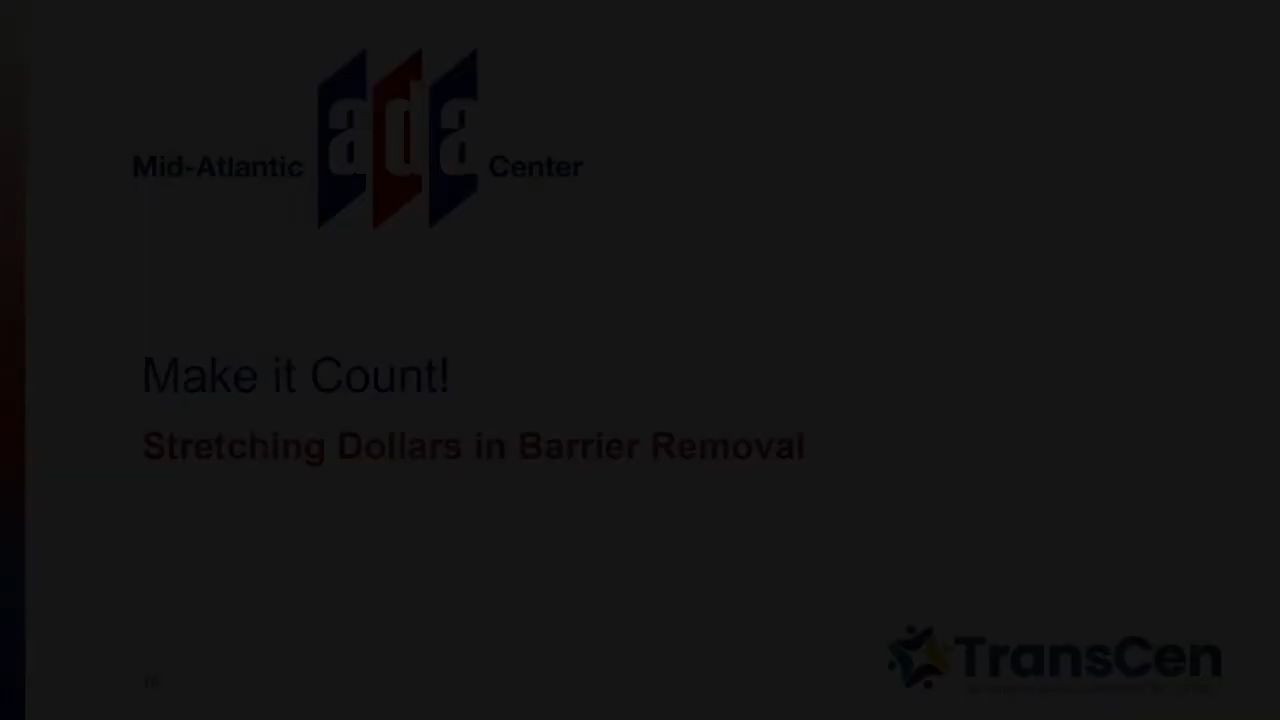 Mid-Atlantic ada Center
Make it Count!
Stretching Dollars in Barrier Removal
TransCen